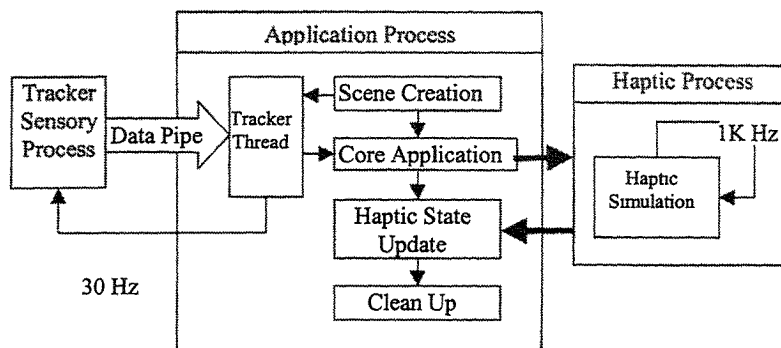 Application Process
Haptic Process
Tracker
Sensory
Process
Data Pipe
Tracker
Thread
Scene Creation
Core Application
1K Hz
Haptic
Simulation
Haptic State
Update
30 Hz
Clean Up